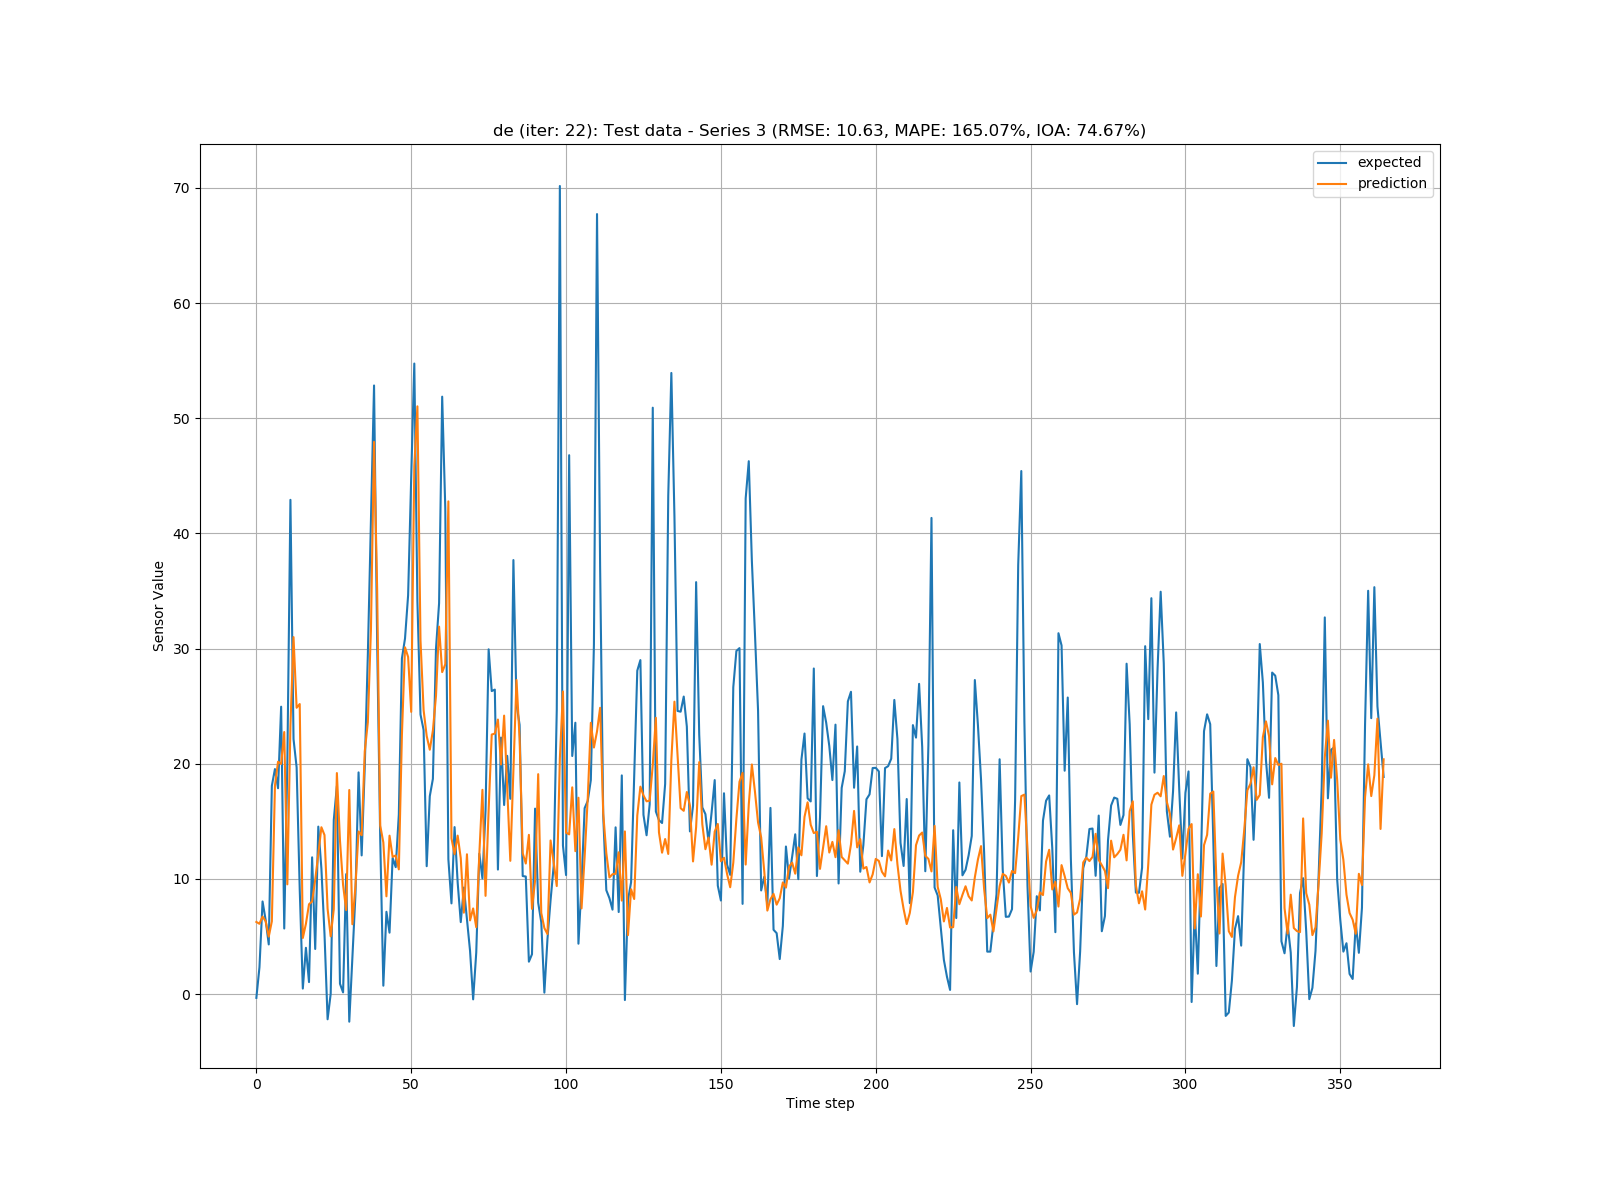 de (iter: 22): Test data - Series 3 (RMSE: 10.63, MAPE: 165.07%, IOA: 74.67%)
expected
prediction
70
60
50
40
30
20
10
0
Sensor Value
0 50 100 150 200 250 300 350
Time step